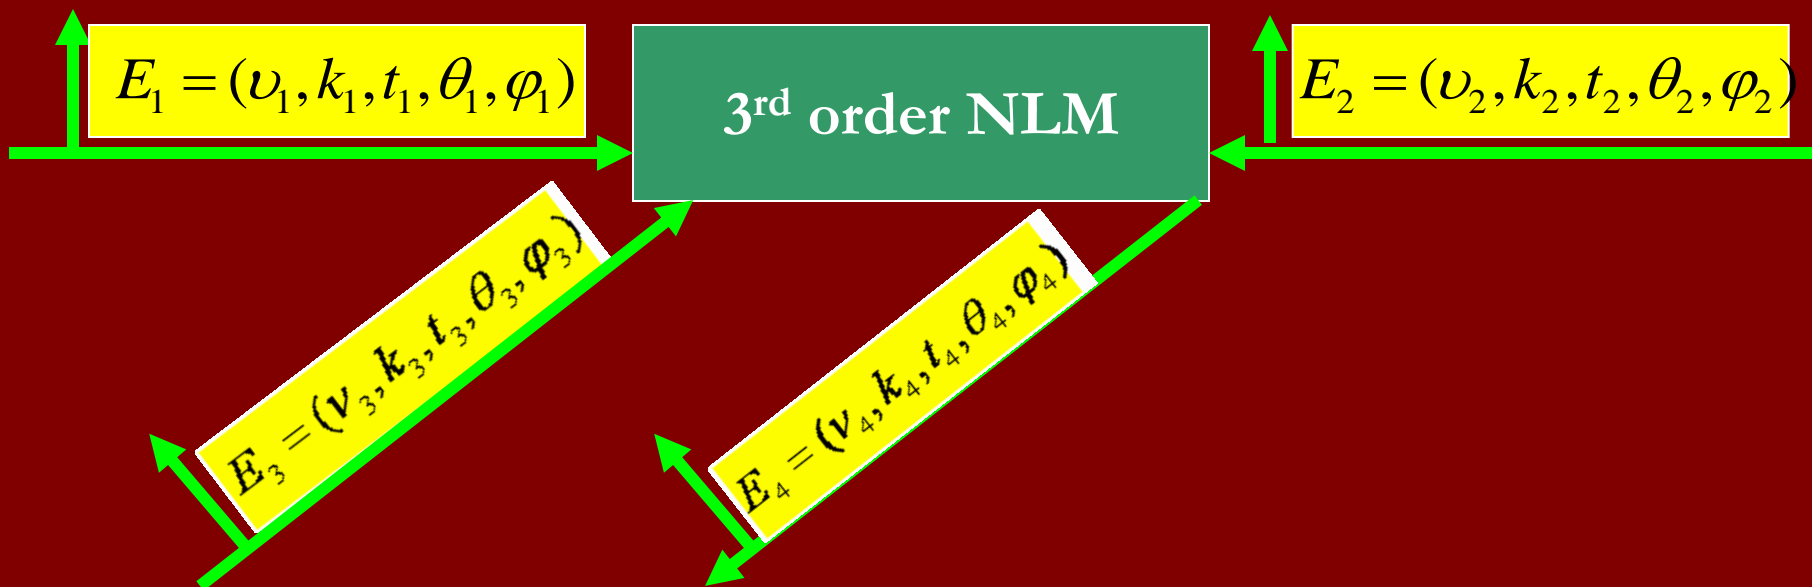 E₁ = (υ₁, k₁, t₁, θ₁, φ₁)
3rd order NLM
E₂ = (υ₂, k₂, t₂, θ₂, φ₂)
E₃ = (ν₃, k₃, t₃, θ₃, φ₃)
E₄ = (ν₄, k₄, t₄, θ₄, φ₄)